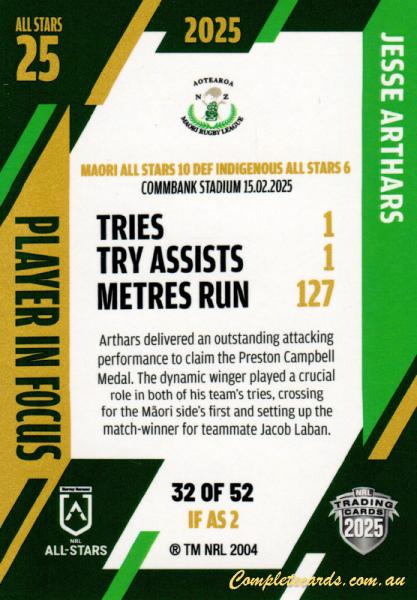 ALL STARS
25
2025
JESSE ARTHARS
AOTEAROA
N Z
MAORI RUGBY LEAGUE
MAORI ALL STARS 10 DEF INDIGENOUS ALL STARS 6
COMMBANK STADIUM 15.02.2025
TRIES 1
TRY ASSISTS 1
METRES RUN 127
PLAYER IN FOCUS
Arthars delivered an outstanding attacking
performance to claim the Preston Campbell
Medal. The dynamic winger played a crucial
role in both of his team's tries, crossing
for the Māori side's first and setting up the
match-winner for teammate Jacob Laban.
32 OF 52
IF AS 2
® TM NRL 2004
Harvey Norman
NRL
ALL-STARS
NRL
TRADING
CARDS
2025
Completecards.com.au